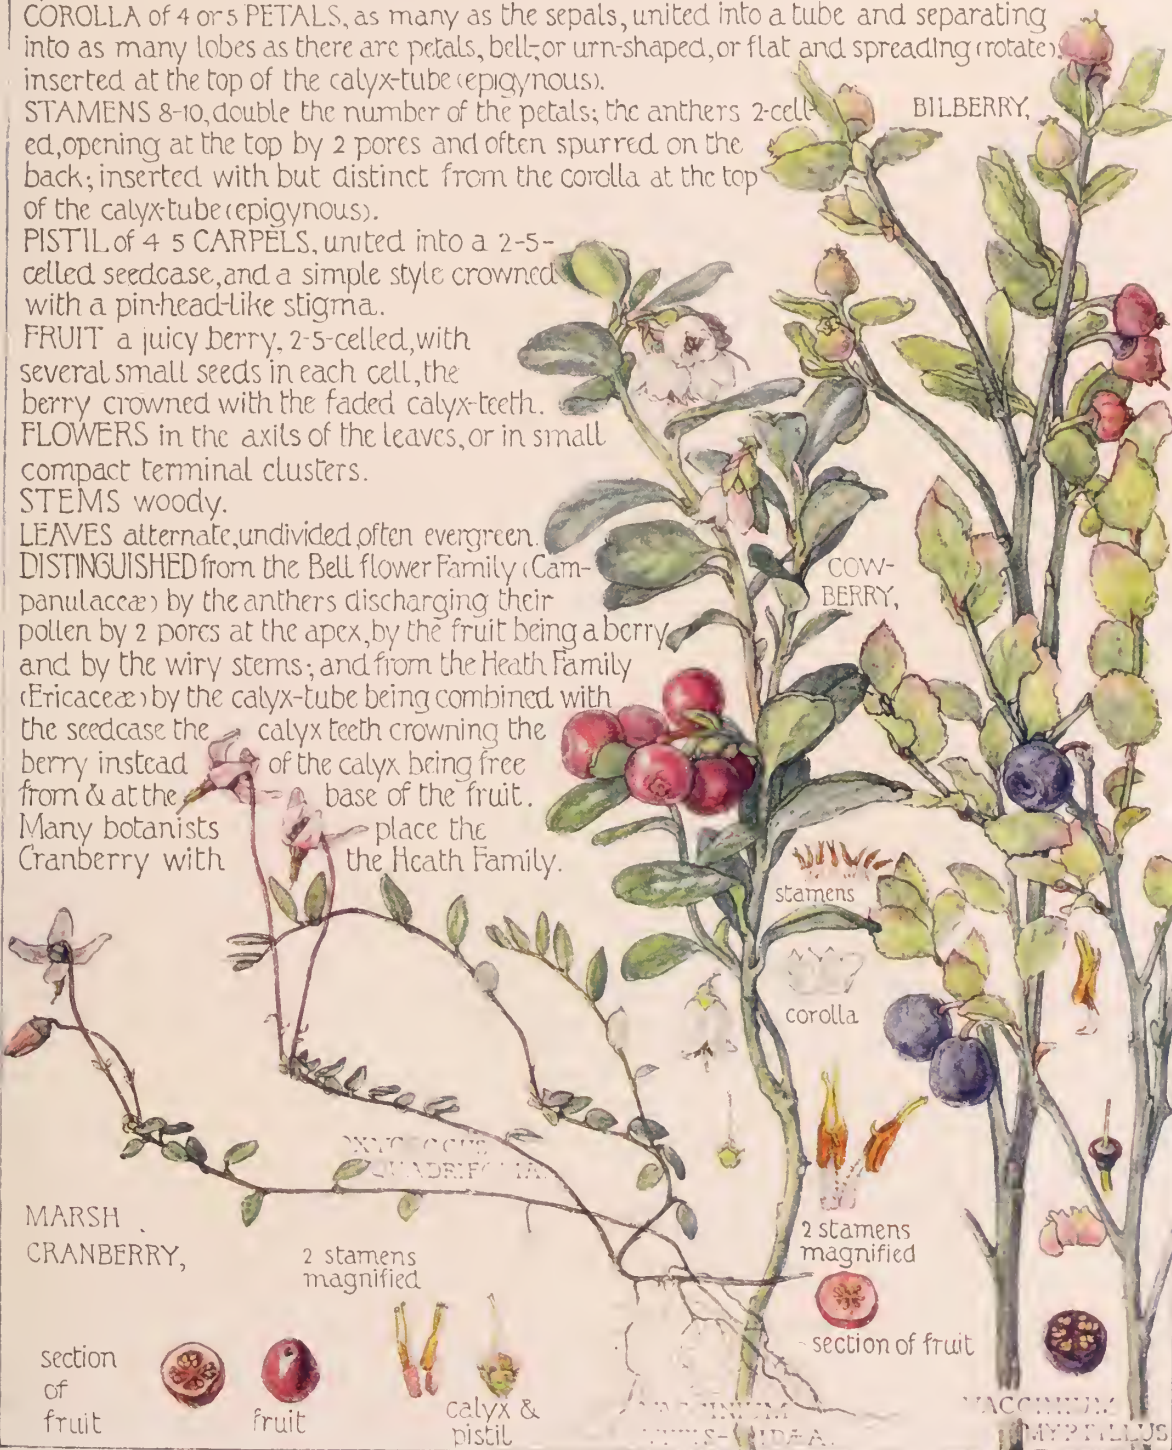 COROLLA of 4 or 5 PETALS, as many as the sepals, united into a tube and separating
into as many lobes as there are petals, bell-, or urn-shaped, or flat and spreading (rotate)
inserted at the top of the calyx-tube (epigynous).
STAMENS 8-10, double the number of the petals; the anthers 2-cell-
ed, opening at the top by 2 pores and often spurred on the
back; inserted with but distinct from the corolla at the top
of the calyx-tube (epigynous).
PISTIL of 4 5 CARPELS, united into a 2-5-
celled seedcase, and a simple style crowned
with a pin-head-like stigma.
FRUIT a juicy berry, 2-5-celled, with
several small seeds in each cell, the
berry crowned with the faded calyx-teeth.
FLOWERS in the axils of the leaves, or in small
compact terminal clusters.
STEMS woody.
LEAVES alternate, undivided, often evergreen.
DISTINGUISHED from the Bell flower Family (Cam-
panulaceæ) by the anthers discharging their
pollen by 2 pores at the apex, by the fruit being a berry
and by the wiry stems; and from the Heath Family
(Ericaceæ) by the calyx-tube being combined with
the seedcase the calyx teeth crowning the
berry instead of the calyx being free
from & at the base of the fruit.
Many botanists place the
Cranberry with the Heath Family.
BILBERRY,
COW-
BERRY,
stamens
corolla
2 stamens
magnified
section of fruit
MARSH
CRANBERRY,
2 stamens
magnified
section
of
fruit
fruit
calyx &
pistil
VACCINIUM
MYRTILLUS